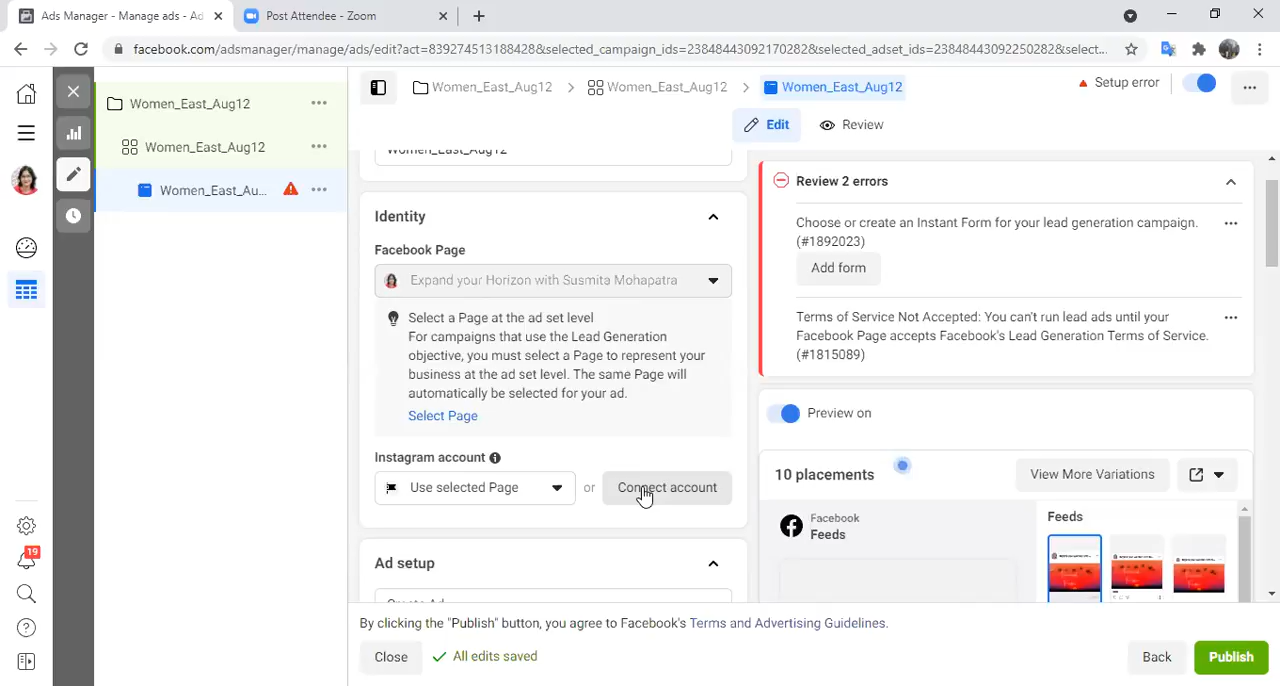 Ads Manager - Manage ads - Ad
Post Attendee - Zoom
facebook.com/adsmanager/manage/ads/edit?act=839274513188428&selected_campaign_ids=23848443092170282&selected_adset_ids=23848443092250282&select...
Women_East_Aug12
Women_East_Aug12
Women_East_Au...
Women_East_Aug12
Women_East_Aug12
Women_East_Aug12
Setup error
Edit
Review
Women_East_Aug12
Identity
Facebook Page
Expand your Horizon with Susmita Mohapatra
Select a Page at the ad set level
For campaigns that use the Lead Generation
objective, you must select a Page to represent your
business at the ad set level. The same Page will
automatically be selected for your ad.
Select Page
Instagram account
Use selected Page
or
Connect account
Ad setup
Create Ad
Review 2 errors
Choose or create an Instant Form for your lead generation campaign.
(#1892023)
Add form
Terms of Service Not Accepted: You can't run lead ads until your
Facebook Page accepts Facebook's Lead Generation Terms of Service.
(#1815089)
Preview on
10 placements
View More Variations
Facebook
Feeds
Feeds
19
By clicking the "Publish" button, you agree to Facebook's Terms and Advertising Guidelines.
Close
All edits saved
Back
Publish